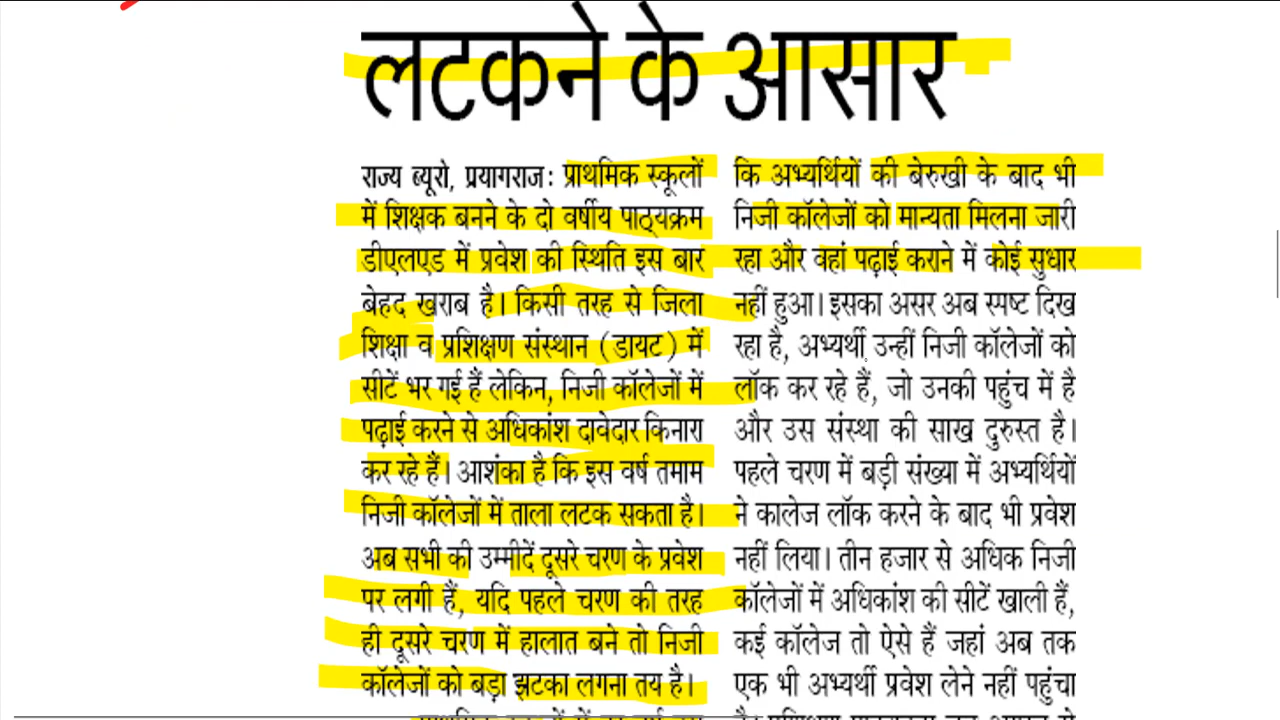 लटकने के आसार
राज्य ब्यूरो, प्रयागराज: प्राथमिक स्कूलों
में शिक्षक बनने के दो वर्षीय पाठ्यक्रम
डीएलएड में प्रवेश की स्थिति इस बार
बेहद खराब है। किसी तरह से जिला
शिक्षा व प्रशिक्षण संस्थान (डायट) में
सीटें भर गई हैं लेकिन, निजी कॉलेजों में
पढ़ाई करने से अधिकांश दावेदार किनारा
कर रहे हैं। आशंका है कि इस वर्ष तमाम
निजी कॉलेजों में ताला लटक सकता है।
अब सभी की उम्मीदें दूसरे चरण के प्रवेश
पर लगी हैं, यदि पहले चरण की तरह
ही दूसरे चरण में हालात बने तो निजी
कॉलेजों को बड़ा झटका लगना तय है।
कि अभ्यर्थियों की बेरुखी के बाद भी
निजी कॉलेजों को मान्यता मिलना जारी
रहा और वहां पढ़ाई कराने में कोई सुधार
नहीं हुआ। इसका असर अब स्पष्ट दिख
रहा है, अभ्यर्थी उन्हीं निजी कॉलेजों को
लॉक कर रहे हैं, जो उनकी पहुंच में है
और उस संस्था की साख दुरुस्त है।
पहले चरण में बड़ी संख्या में अभ्यर्थियों
ने कालेज लॉक करने के बाद भी प्रवेश
नहीं लिया। तीन हजार से अधिक निजी
कॉलेजों में अधिकांश की सीटें खाली हैं,
कई कॉलेज तो ऐसे हैं जहां अब तक
एक भी अभ्यर्थी प्रवेश लेने नहीं पहुंचा